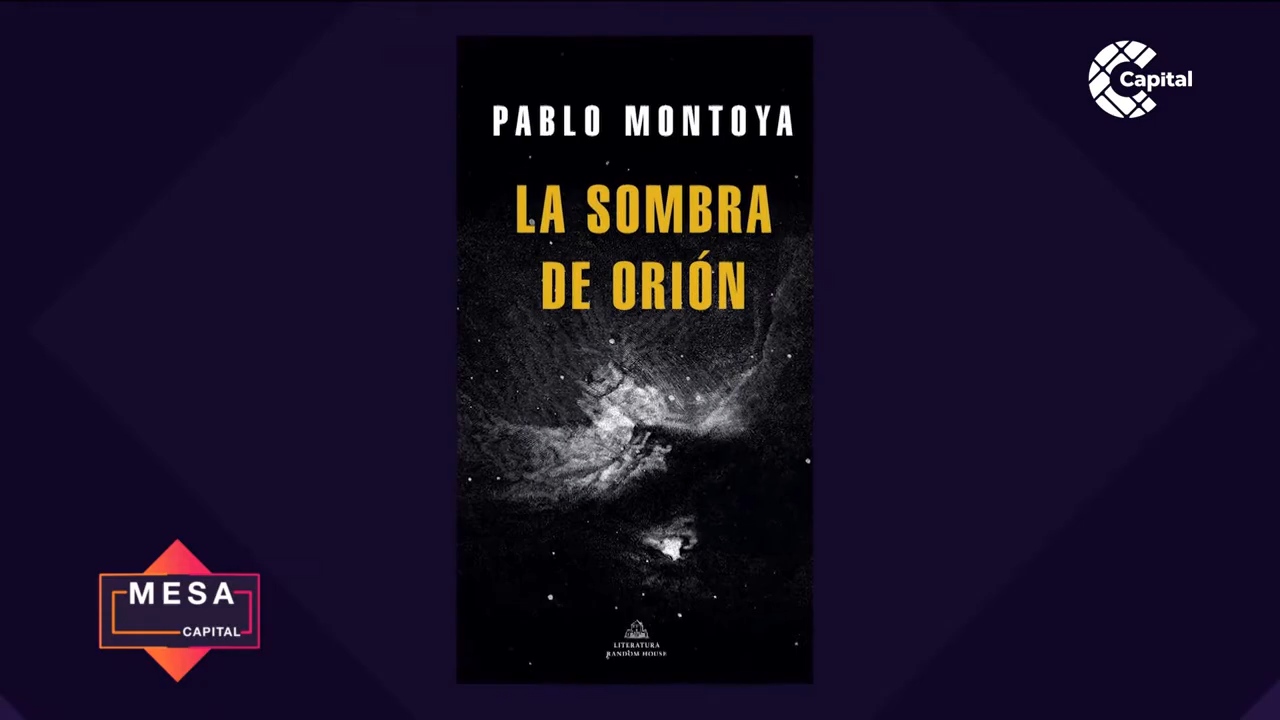 PABLO MONTOYA
LA SOMBRA
DE ORIÓN
LITERATURA
RANDOM HOUSE
Capital
MESA
CAPITAL